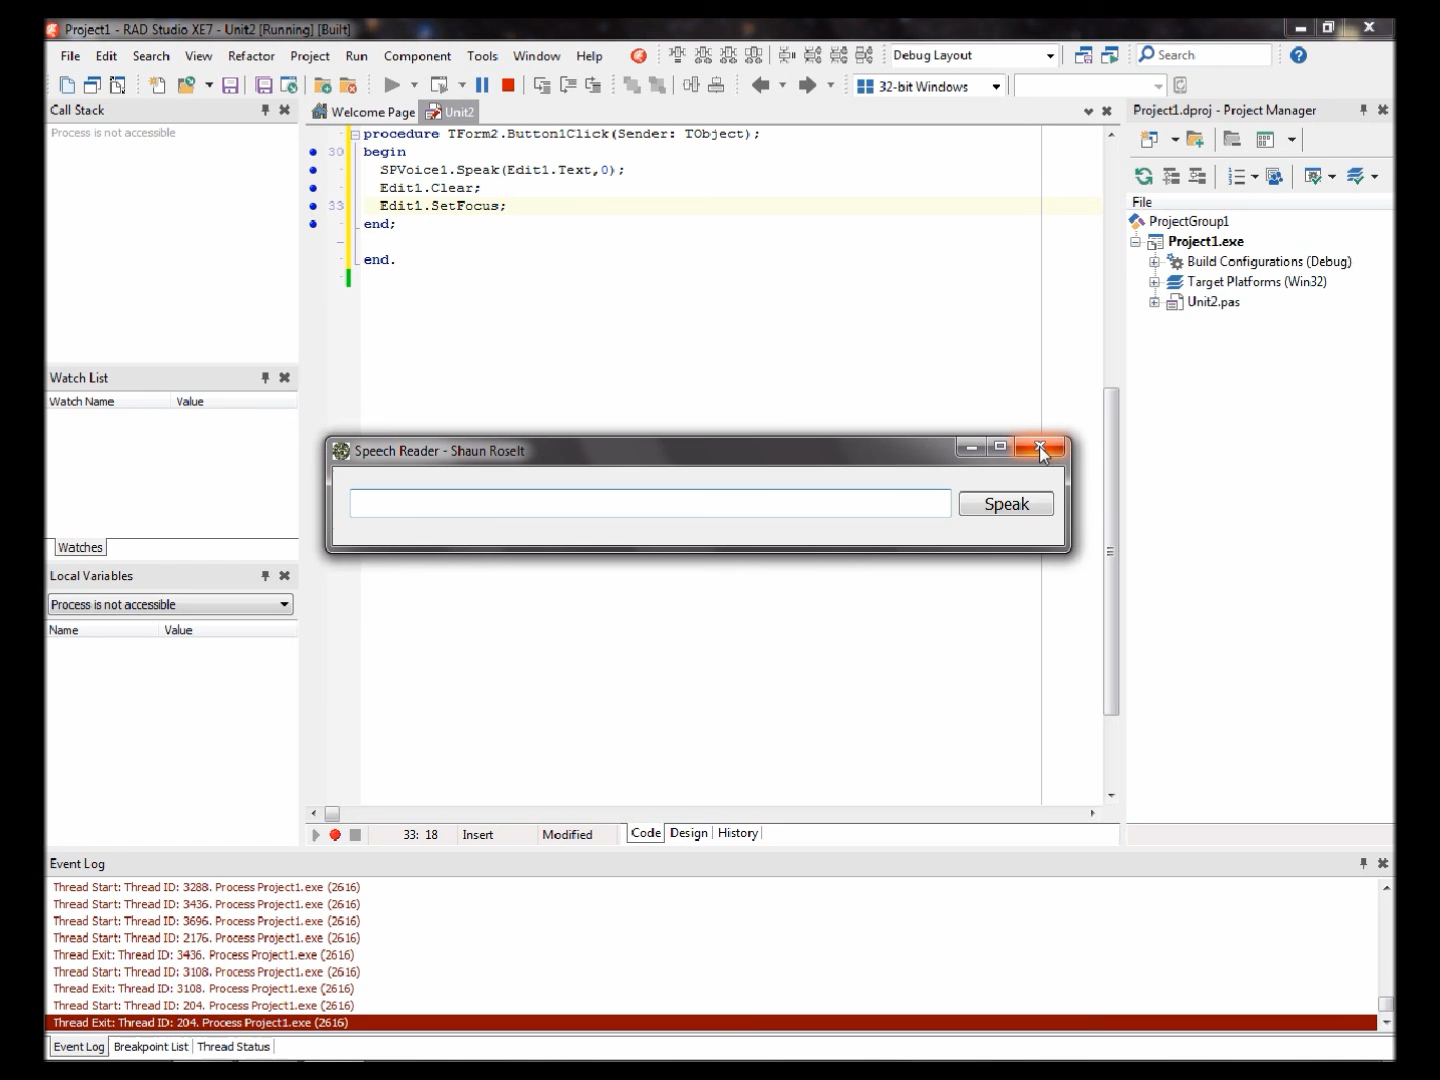 Project1 - RAD Studio XE7 - Unit2 [Running] [Built]
File Edit Search View Refactor Project Run Component Tools Window Help
Debug Layout
Search
32-bit Windows
Call Stack
Process is not accessible
Welcome Page
Unit2
procedure TForm2.Button1Click(Sender: TObject);
30 begin
SPVoice1.Speak(Edit1.Text,0);
Edit1.Clear;
33 Edit1.SetFocus;
end;
end.
Project1.dproj - Project Manager
File
ProjectGroup1
Project1.exe
Build Configurations (Debug)
Target Platforms (Win32)
Unit2.pas
Watch List
Watch Name Value
Watches
Speech Reader - Shaun Roselt
Speak
Local Variables
Process is not accessible
Name Value
33: 18 Insert Modified Code Design History
Event Log
Thread Start: Thread ID: 3288. Process Project1.exe (2616)
Thread Start: Thread ID: 3436. Process Project1.exe (2616)
Thread Start: Thread ID: 3696. Process Project1.exe (2616)
Thread Start: Thread ID: 2176. Process Project1.exe (2616)
Thread Exit: Thread ID: 3436. Process Project1.exe (2616)
Thread Start: Thread ID: 3108. Process Project1.exe (2616)
Thread Exit: Thread ID: 3108. Process Project1.exe (2616)
Thread Start: Thread ID: 204. Process Project1.exe (2616)
Thread Exit: Thread ID: 204. Process Project1.exe (2616)
Event Log Breakpoint List Thread Status